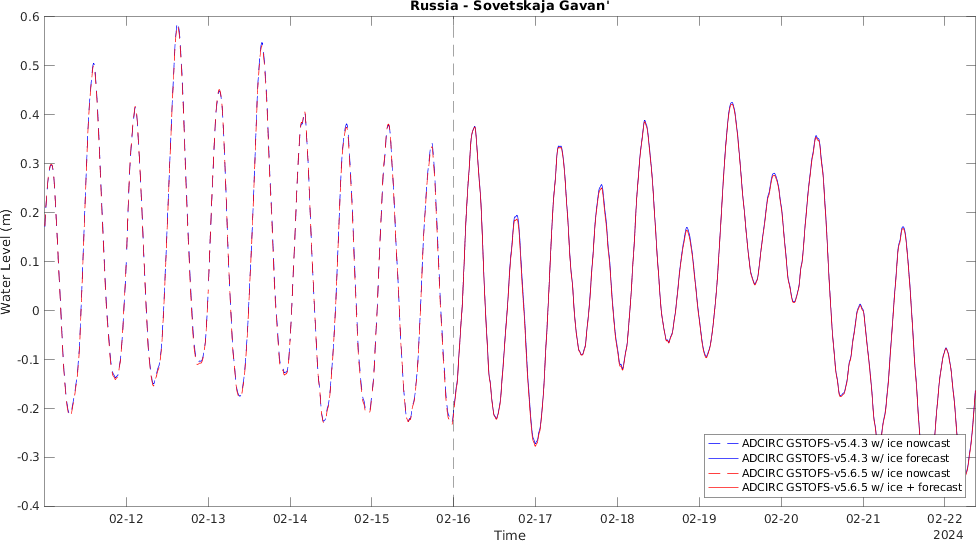 Russia - Sovetskaja Gavan'
0.6
0.5
0.4
0.3
0.2
0.1
0
-0.1
-0.2
-0.3
-0.4
Water Level (m)
ADCIRC GSTOFS-v5.4.3 w/ ice nowcast
ADCIRC GSTOFS-v5.4.3 w/ ice forecast
ADCIRC GSTOFS-v5.6.5 w/ ice nowcast
ADCIRC GSTOFS-v5.6.5 w/ ice + forecast
02-12 02-13 02-14 02-15 02-16 02-17 02-18 02-19 02-20 02-21 02-22
2024
Time